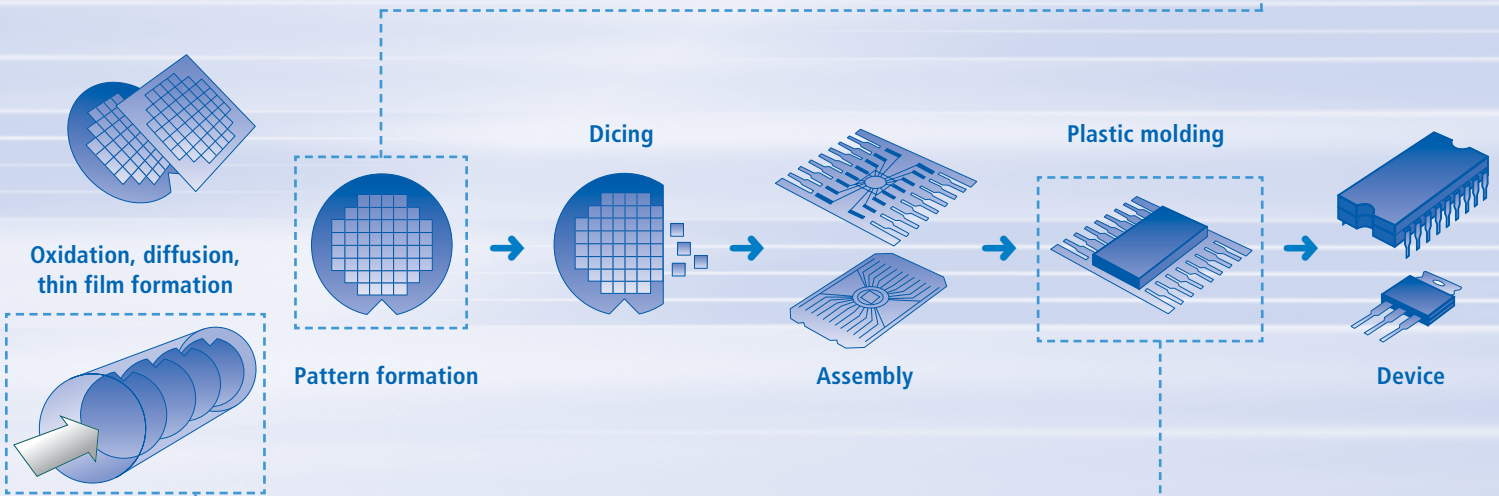 Oxidation, diffusion,
thin film formation
Pattern formation
Dicing
Assembly
Plastic molding
Device